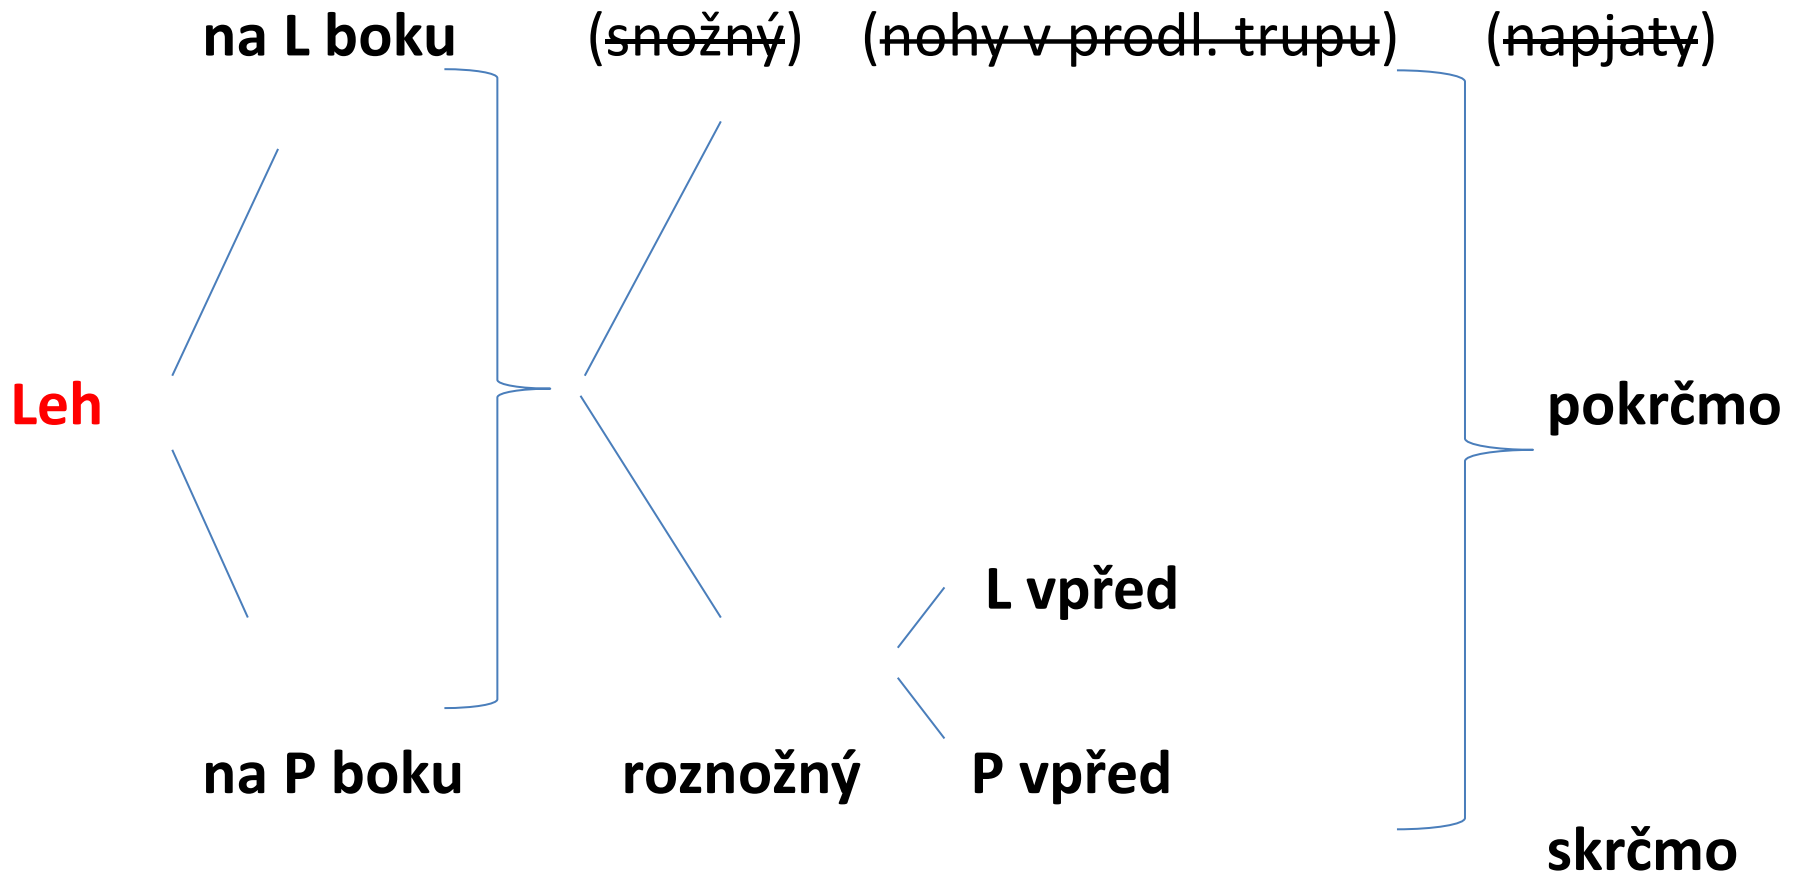 na L boku (snožný) (nohy v prodl. trupu) (napjaty)
Leh pokrčmo
L vpřed
na P boku roznožný P vpřed
skrčmo